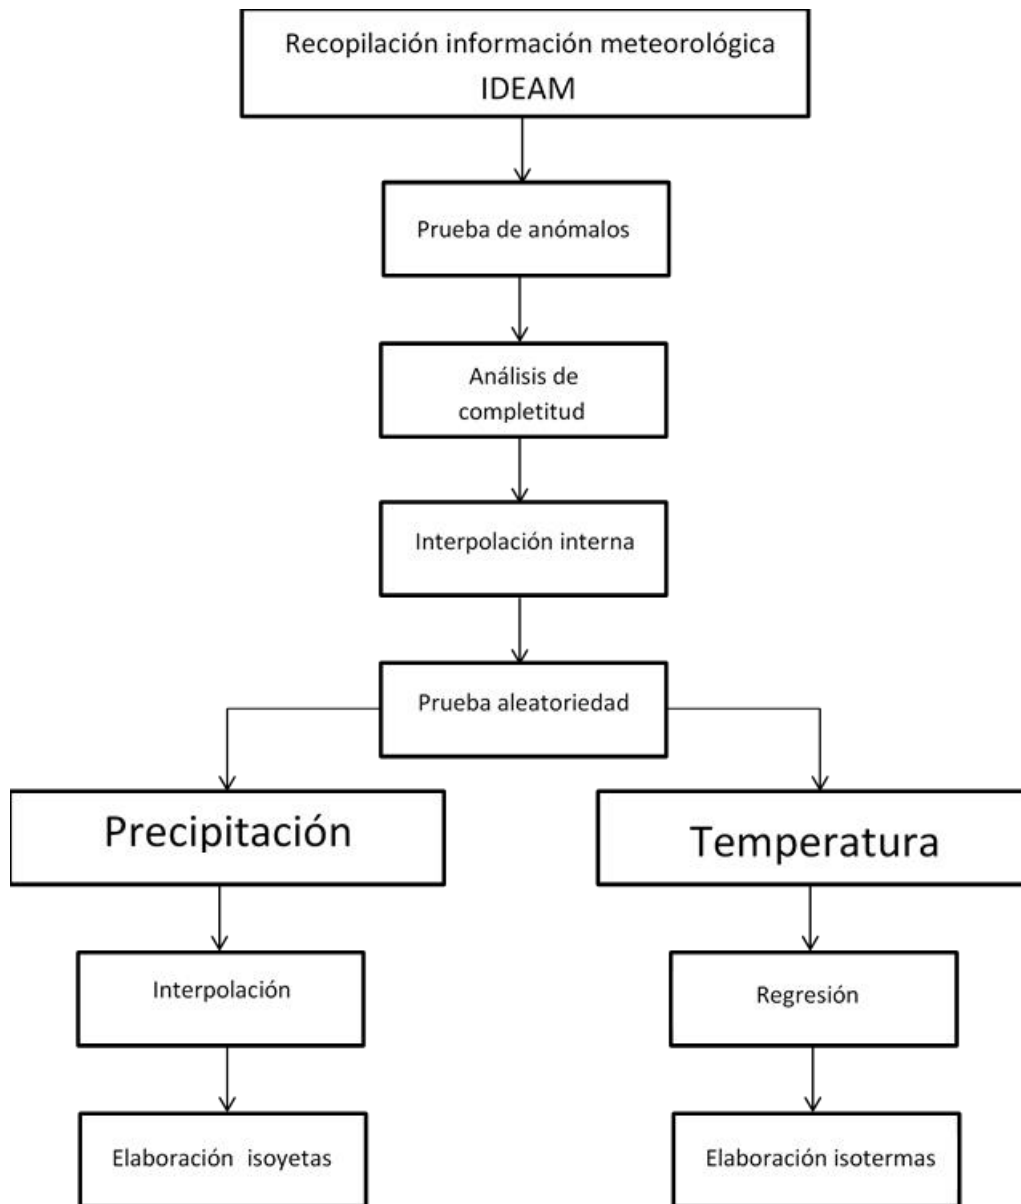 Recopilación información meteorológica
IDEAM
Prueba de anómalos
Análisis de
completitud
Interpolación interna
Prueba aleatoriedad
Precipitación
Temperatura
Interpolación
Regresión
Elaboración isoyetas
Elaboración isotermas